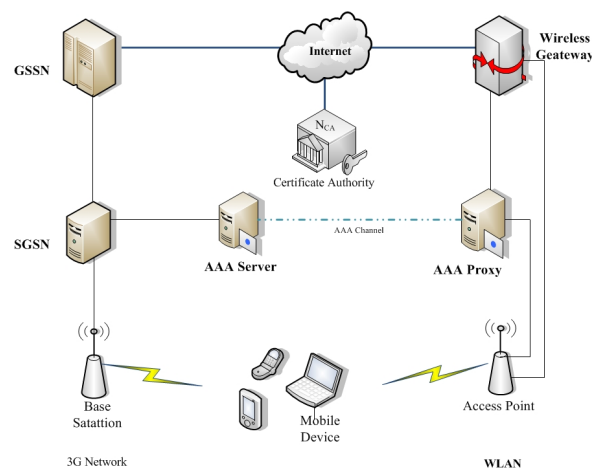 Internet
Wireless
Geateway
GSSN
NCA
Certificate Authority
SGSN
AAA Channel
AAA Server
AAA Proxy
Base
Satattion
Mobile
Device
Access Point
3G Network
WLAN